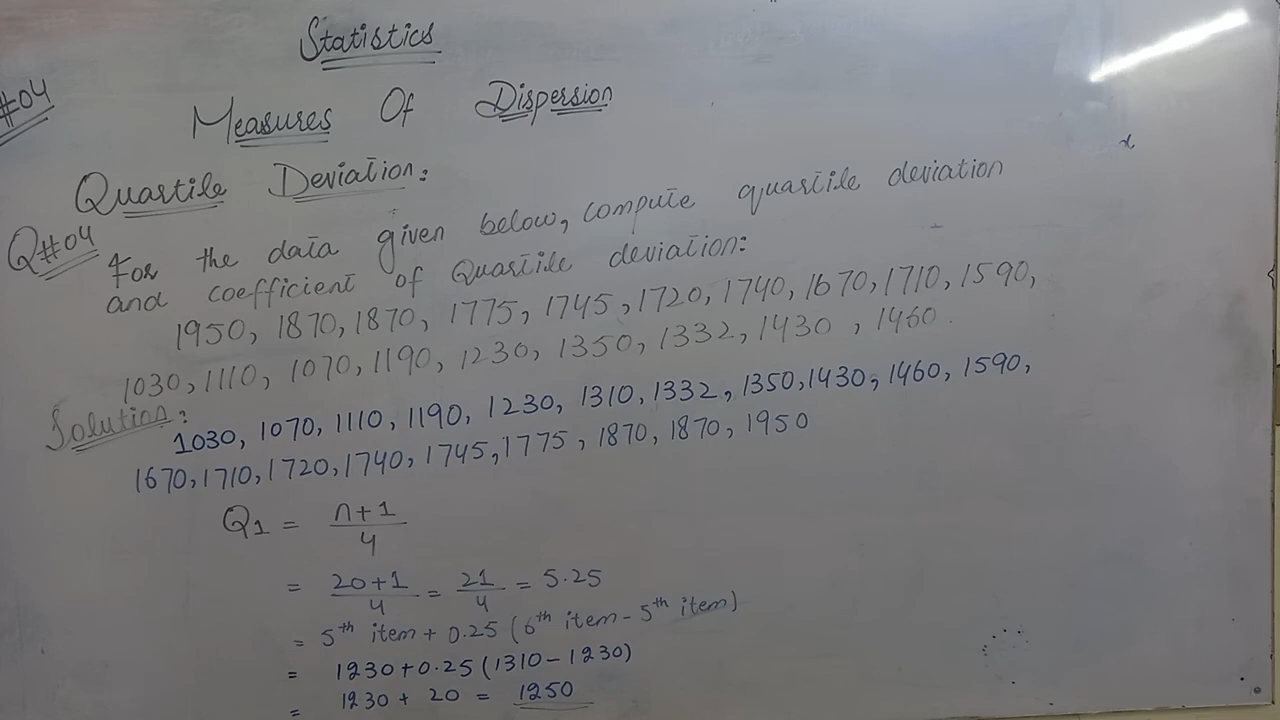 Statistics
#04
Measures Of Dispersion
Quartile Deviation:
Q#04 For the data given below, compute quartile deviation
and coefficient of Quartile deviation:
1950, 1870, 1870, 1775, 1745, 1720, 1740, 1670, 1710, 1590,
1030, 1110, 1070, 1190, 1230, 1350, 1332, 1430, 1460.
Solution:
1030, 1070, 1110, 1190, 1230, 1310, 1332, 1350, 1430, 1460, 1590,
1670, 1710, 1720, 1740, 1745, 1775, 1870, 1870, 1950
Q1 = n+1/4
= 20+1/4 = 21/4 = 5.25
= 5th item + 0.25 (6th item - 5th item)
= 1230+0.25(1310-1230)
= 1230 + 20 = 1250
x